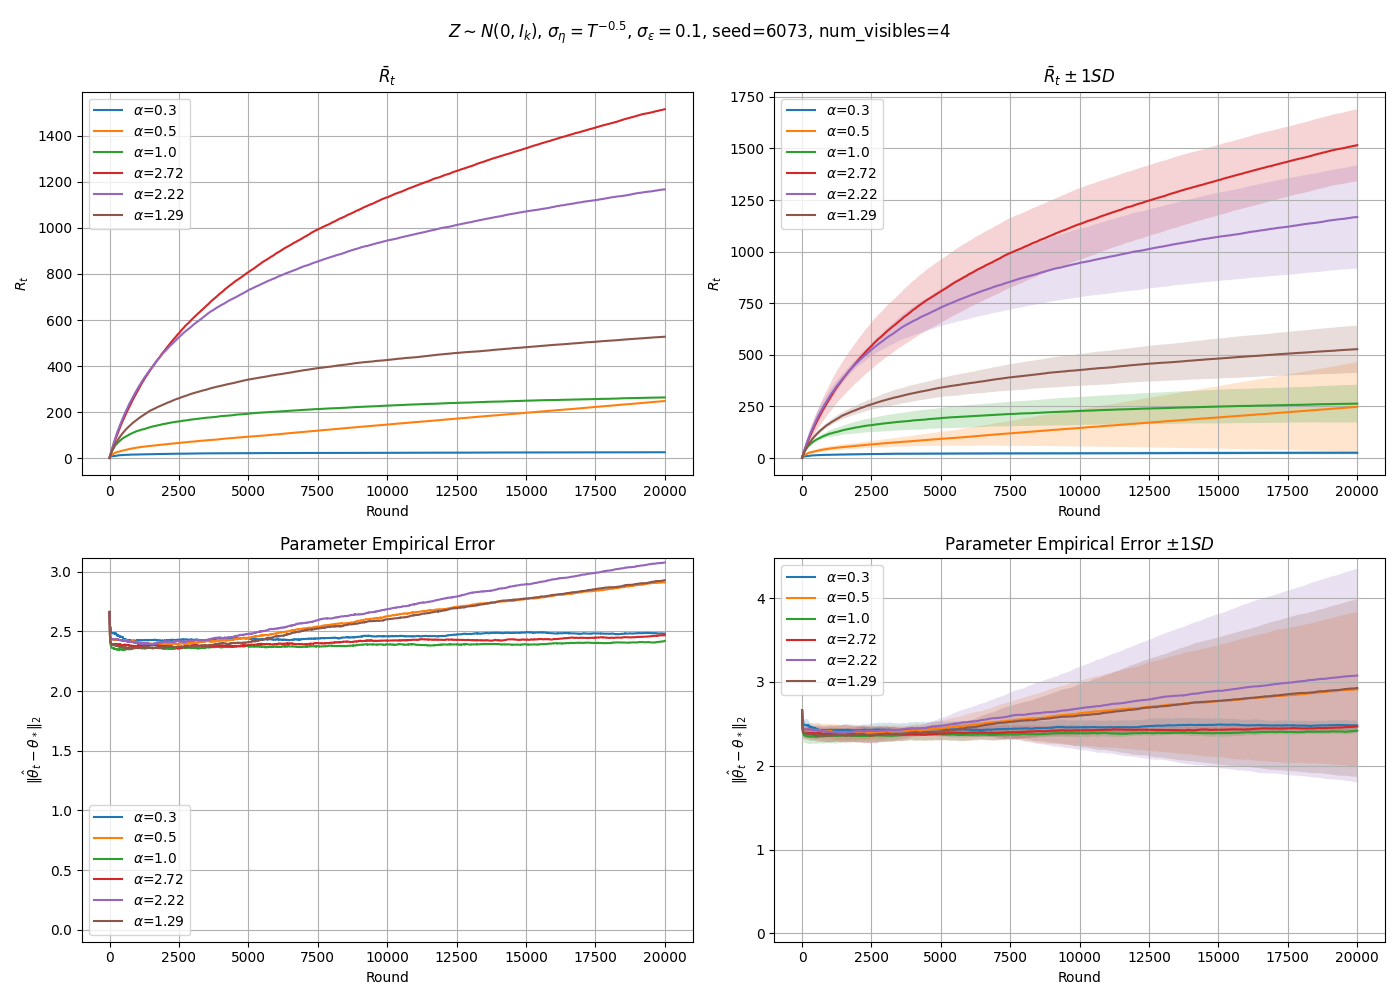 Z ∼ N(0, I_k), σ_η = T^{−0.5}, σ_ε = 0.1, seed=6073, num_visibles=4
R̄_t
α=0.3
α=0.5
α=1.0
α=2.72
α=2.22
α=1.29
R_t
1400
1200
1000
800
600
400
200
0
0 2500 5000 7500 10000 12500 15000 17500 20000
Round
R̄_t ± 1SD
α=0.3
α=0.5
α=1.0
α=2.72
α=2.22
α=1.29
R_t
1750
1500
1250
1000
750
500
250
0
0 2500 5000 7500 10000 12500 15000 17500 20000
Round
Parameter Empirical Error
‖θ̂_t − θ_*‖_2
3.0
2.5
2.0
1.5
1.0
0.5
0.0
α=0.3
α=0.5
α=1.0
α=2.72
α=2.22
α=1.29
0 2500 5000 7500 10000 12500 15000 17500 20000
Round
Parameter Empirical Error ±1SD
α=0.3
α=0.5
α=1.0
α=2.72
α=2.22
α=1.29
‖θ̂_t − θ_*‖_2
4
3
2
1
0
0 2500 5000 7500 10000 12500 15000 17500 20000
Round